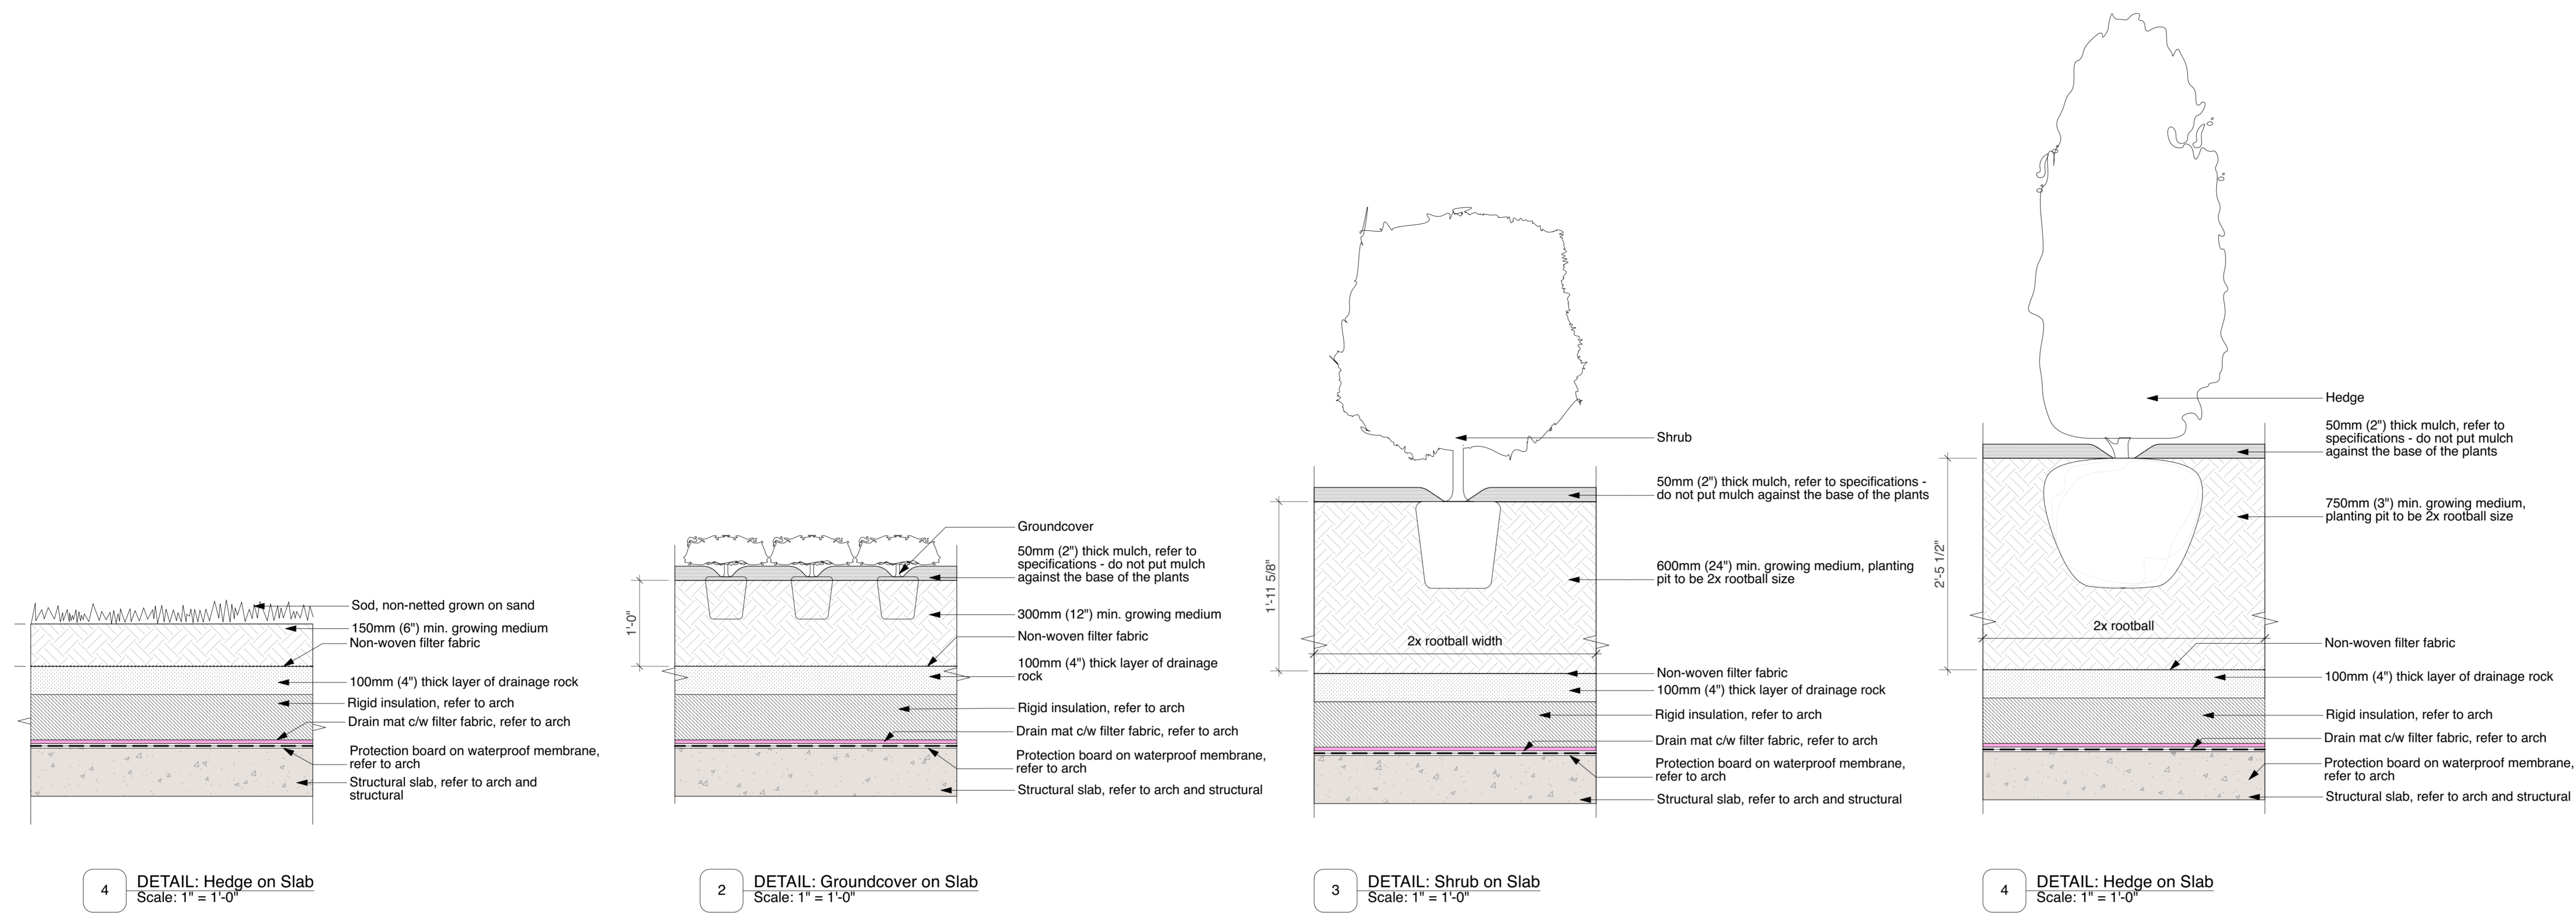 Sod, non-netted grown on sand
150mm (6") min. growing medium
Non-woven filter fabric
100mm (4") thick layer of drainage rock
Rigid insulation, refer to arch
Drain mat c/w filter fabric, refer to arch
Protection board on waterproof membrane,
refer to arch
Structural slab, refer to arch and
structural
4
DETAIL: Hedge on Slab
Scale: 1" = 1'-0"
1'-0"
Groundcover
50mm (2") thick mulch, refer to
specifications - do not put mulch
against the base of the plants
300mm (12") min. growing medium
Non-woven filter fabric
100mm (4") thick layer of drainage
rock
Rigid insulation, refer to arch
Drain mat c/w filter fabric, refer to arch
Protection board on waterproof membrane,
refer to arch
Structural slab, refer to arch and structural
2
DETAIL: Groundcover on Slab
Scale: 1" = 1'-0"
1'-11 5/8"
2x rootball width
Shrub
50mm (2") thick mulch, refer to specifications -
do not put mulch against the base of the plants
600mm (24") min. growing medium, planting
pit to be 2x rootball size
Non-woven filter fabric
100mm (4") thick layer of drainage rock
Rigid insulation, refer to arch
Drain mat c/w filter fabric, refer to arch
Protection board on waterproof membrane,
refer to arch
Structural slab, refer to arch and structural
3
DETAIL: Shrub on Slab
Scale: 1" = 1'-0"
2'-5 1/2"
2x rootball
Hedge
50mm (2") thick mulch, refer to
specifications - do not put mulch
against the base of the plants
750mm (3") min. growing medium,
planting pit to be 2x rootball size
Non-woven filter fabric
100mm (4") thick layer of drainage rock
Rigid insulation, refer to arch
Drain mat c/w filter fabric, refer to arch
Protection board on waterproof membrane,
refer to arch
Structural slab, refer to arch and structural
4
DETAIL: Hedge on Slab
Scale: 1" = 1'-0"